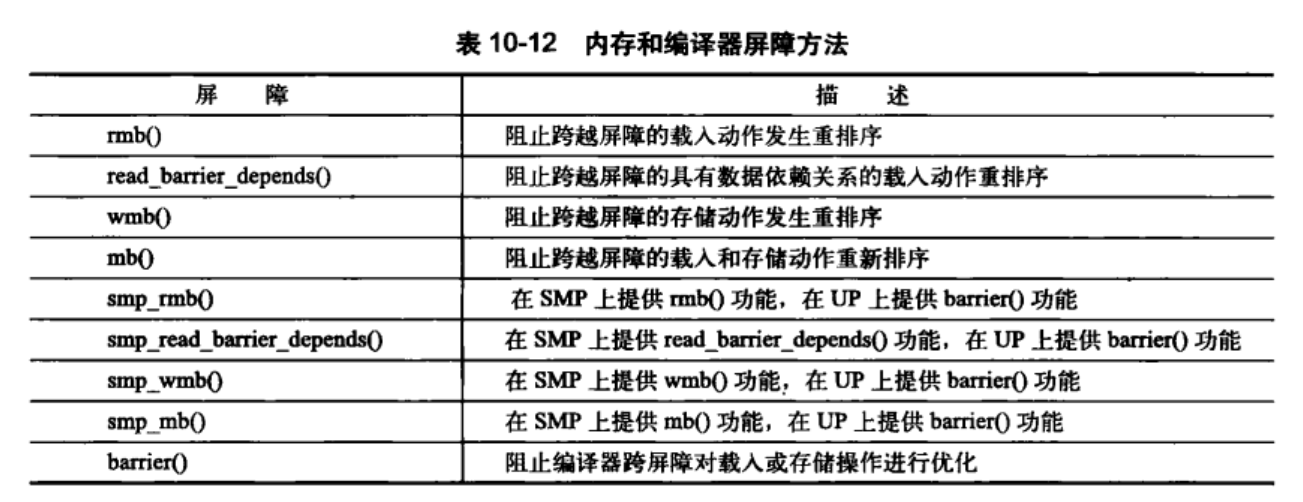 表 10-12 内存和编译器屏障方法
屏 障 描 述
rmb() 阻止跨越屏障的载入动作发生重排序
read_barrier_depends() 阻止跨越屏障的具有数据依赖关系的载入动作重排序
wmb() 阻止跨越屏障的存储动作发生重排序
mb() 阻止跨越屏障的载入和存储动作重新排序
smp_rmb() 在 SMP 上提供 rmb() 功能，在 UP 上提供 barrier() 功能
smp_read_barrier_depends() 在 SMP 上提供 read_barrier_depends() 功能，在 UP 上提供 barrier() 功能
smp_wmb() 在 SMP 上提供 wmb() 功能，在 UP 上提供 barrier() 功能
smp_mb() 在 SMP 上提供 mb() 功能，在 UP 上提供 barrier() 功能
barrier() 阻止编译器跨屏障对载入或存储操作进行优化